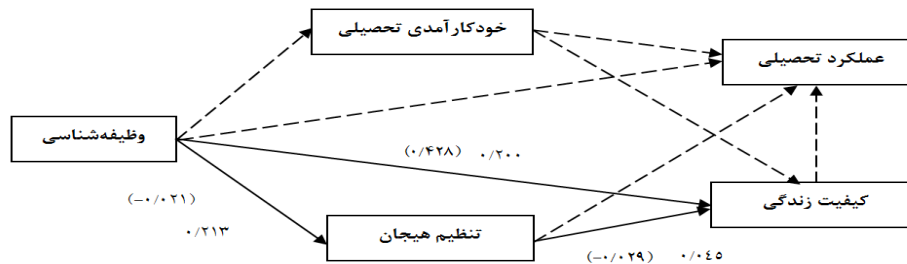 خودکارآمدی تحصیلی
عملکرد تحصیلی
وظیفه‌شناسی
(۰/۴۲۸) ۰/۲۰۰
(-۰/۰۲۱)
۰/۲۱۳
کیفیت زندگی
تنظیم هیجان
(-۰/۰۲۹) ۰/۰۴۵